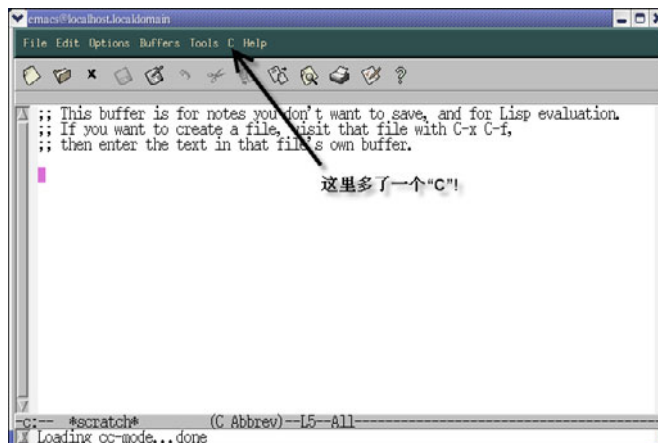 emacs@localhost.localdomain
File Edit Options Buffers Tools C Help
;; This buffer is for notes you don't want to save, and for Lisp evaluation.
;; If you want to create a file, visit that file with C-x C-f,
;; then enter the text in that file's own buffer.
这里多了一个“C”!
-c:-- *scratch* (C Abbrev)--L5--All----------------------------------------
Loading cc-mode...done